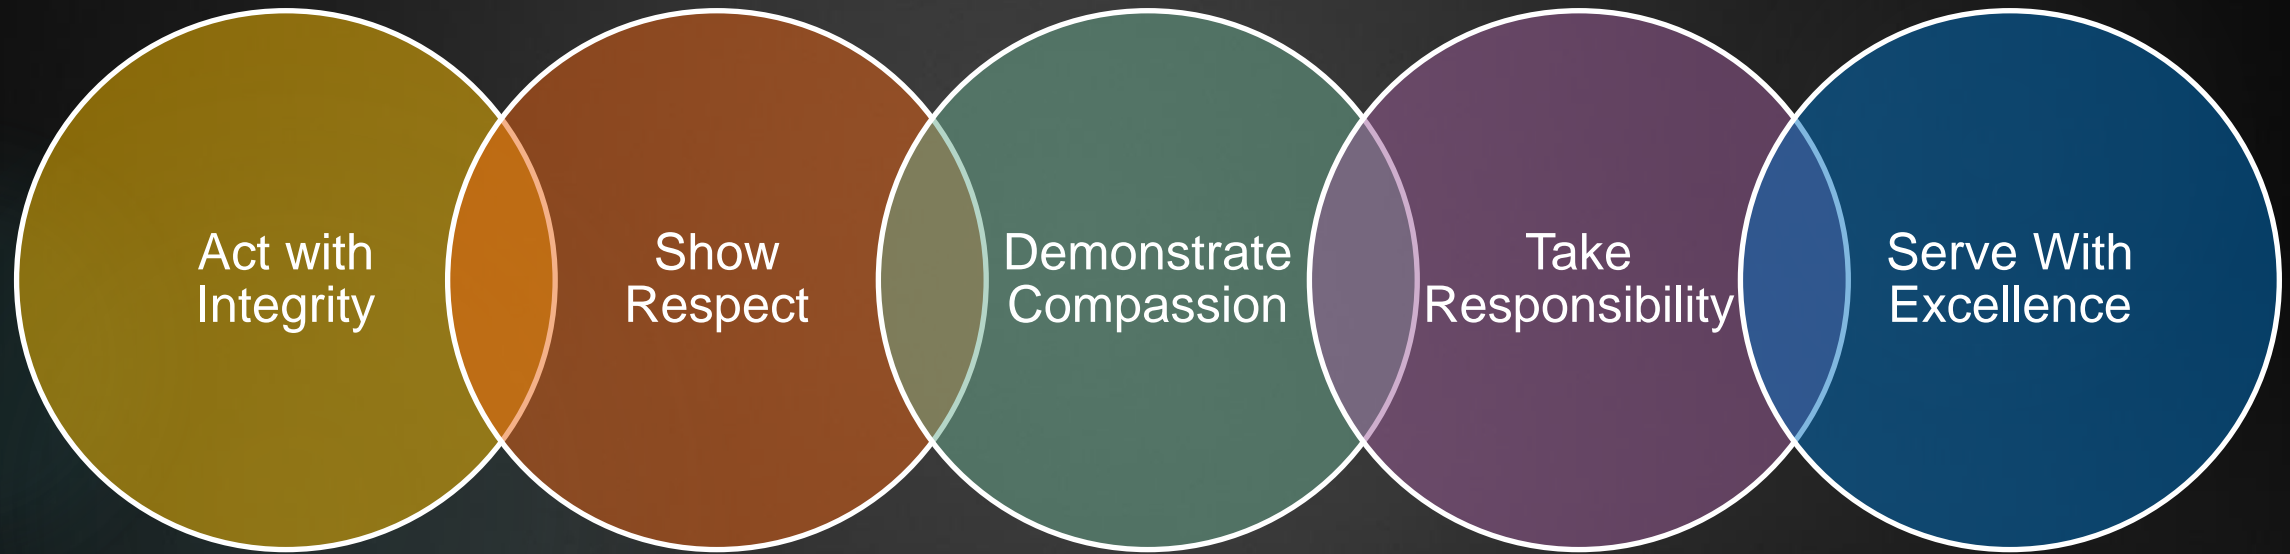 Act with
Integrity
Show
Respect
Demonstrate
Compassion
Take
Responsibility
Serve With
Excellence